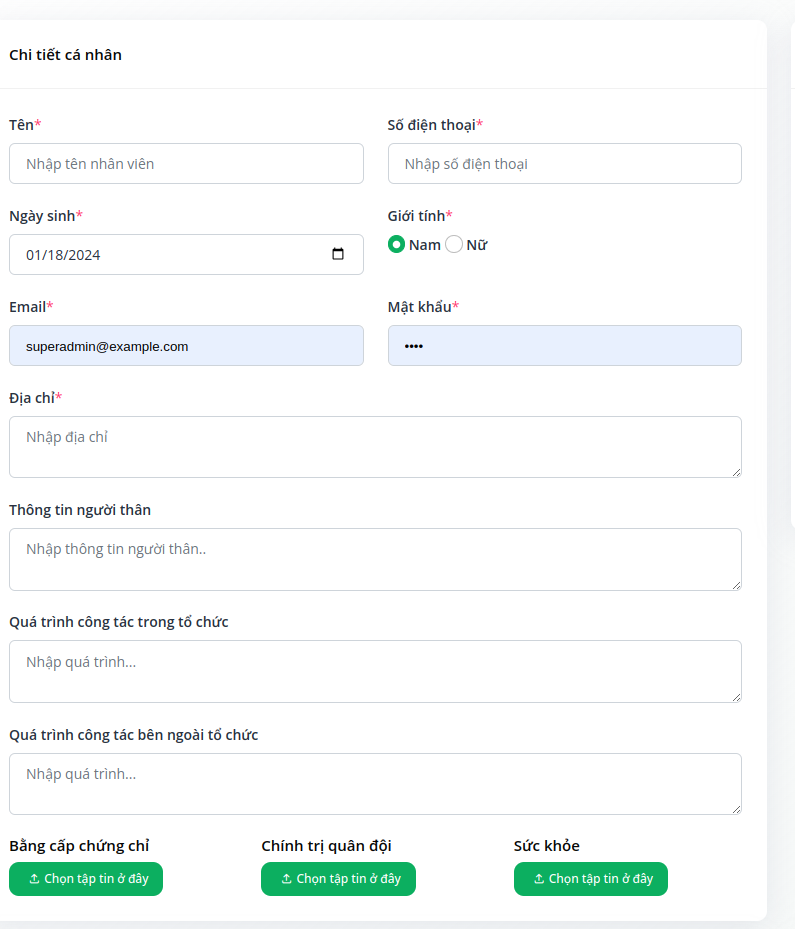 Chi tiết cá nhân
Tên* Số điện thoại*
Nhập tên nhân viên Nhập số điện thoại
Ngày sinh* Giới tính*
01/18/2024 Nam Nữ
Email* Mật khẩu*
superadmin@example.com ••••
Địa chỉ*
Nhập địa chỉ
Thông tin người thân
Nhập thông tin người thân..
Quá trình công tác trong tổ chức
Nhập quá trình...
Quá trình công tác bên ngoài tổ chức
Nhập quá trình...
Bằng cấp chứng chỉ Chính trị quân đội Sức khỏe
Chọn tập tin ở đây Chọn tập tin ở đây Chọn tập tin ở đây